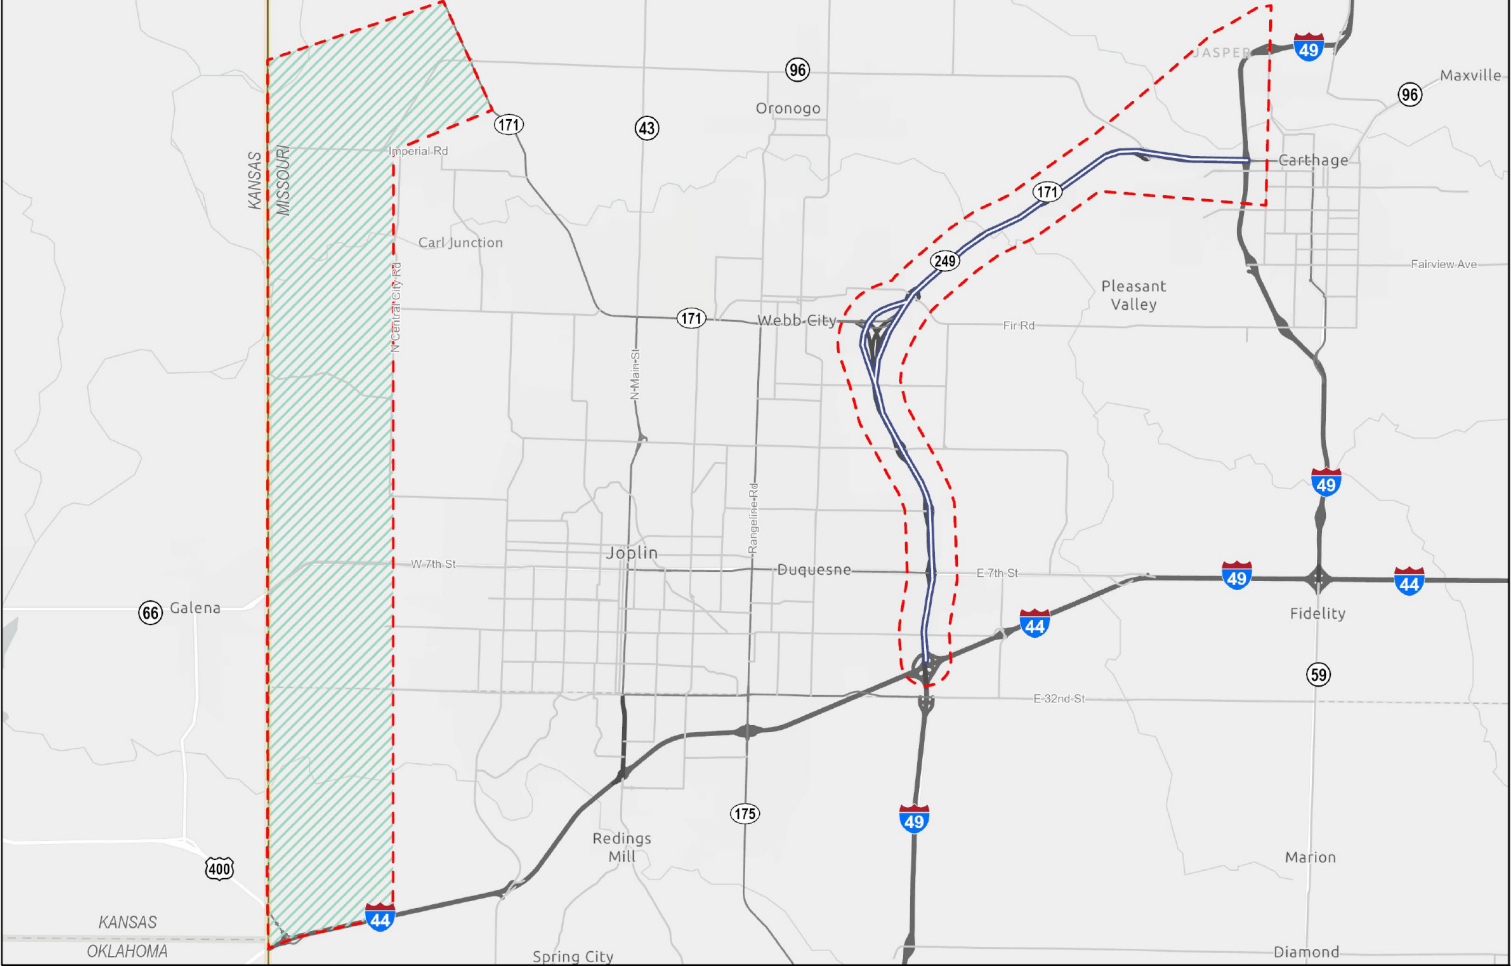 JASPER
49
96
Maxville
96
Oronogo
171
43
Imperial Rd
KANSAS
MISSOURI
Carthage
171
Carl Junction
249
Fairview Ave
N Central City Rd
Pleasant
Valley
171
Webb City
Fir Rd
N Main St
49
Rangeline Rd
Joplin
W 7th St
Duquesne
E 7th St
49
44
66
Galena
Fidelity
44
59
E 32nd St
175
49
Redings
Mill
Marion
400
44
KANSAS
OKLAHOMA
Spring City
Diamond